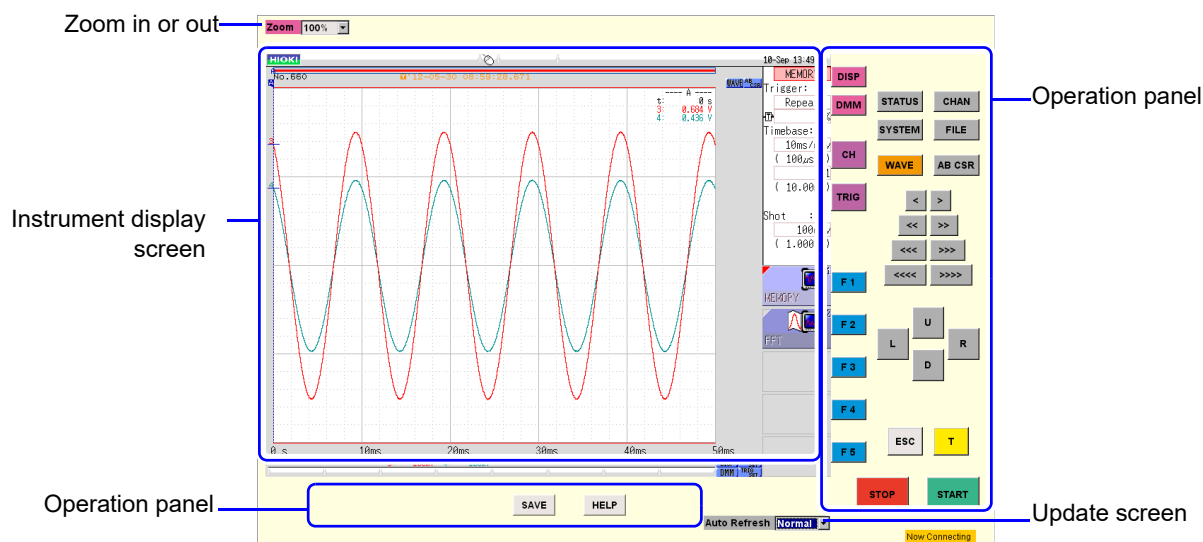 Zoom in or out
Zoom 100%
HIOKI
10-Sep 13:49
No.660
'12-05-30 08:59:28.671
MEMOR
Trigger:
Repea
Timebase:
10ms/
( 100µs )
( 10.00 )
Shot :
100
( 1.000 )
MEMORY
FFT
---- A ----
t: 0 s
3: 0.684 V
4: 0.436 V
3
0 s 10ms 20ms 30ms 40ms 50ms
DISP
DMM STATUS CHAN
SYSTEM FILE
CH
WAVE AB CSR
TRIG
< >
<< >>
<<< >>>
<<<< >>>>
F 1
F 2
U
L R
F 3
D
F 4
ESC T
F 5
STOP START
Operation panel
Instrument display
screen
Operation panel
SAVE HELP
DMM
Auto Refresh Normal
Update screen
Now Connecting